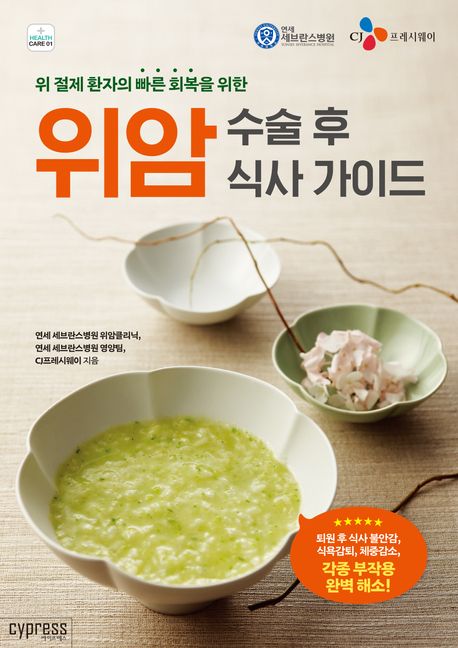 HEALTH
CARE 01
연세
세브란스병원
SEVERANCE HOSPITAL
CJ 프레시웨이
위 절제 환자의 빠른 회복을 위한
위암 수술 후
식사 가이드
연세 세브란스병원 위암클리닉,
연세 세브란스병원 영양팀,
CJ프레시웨이 지음
퇴원 후 식사 불안감,
식욕감퇴, 체중감소,
각종 부작용
완벽 해소!
cypress
싸이프레스